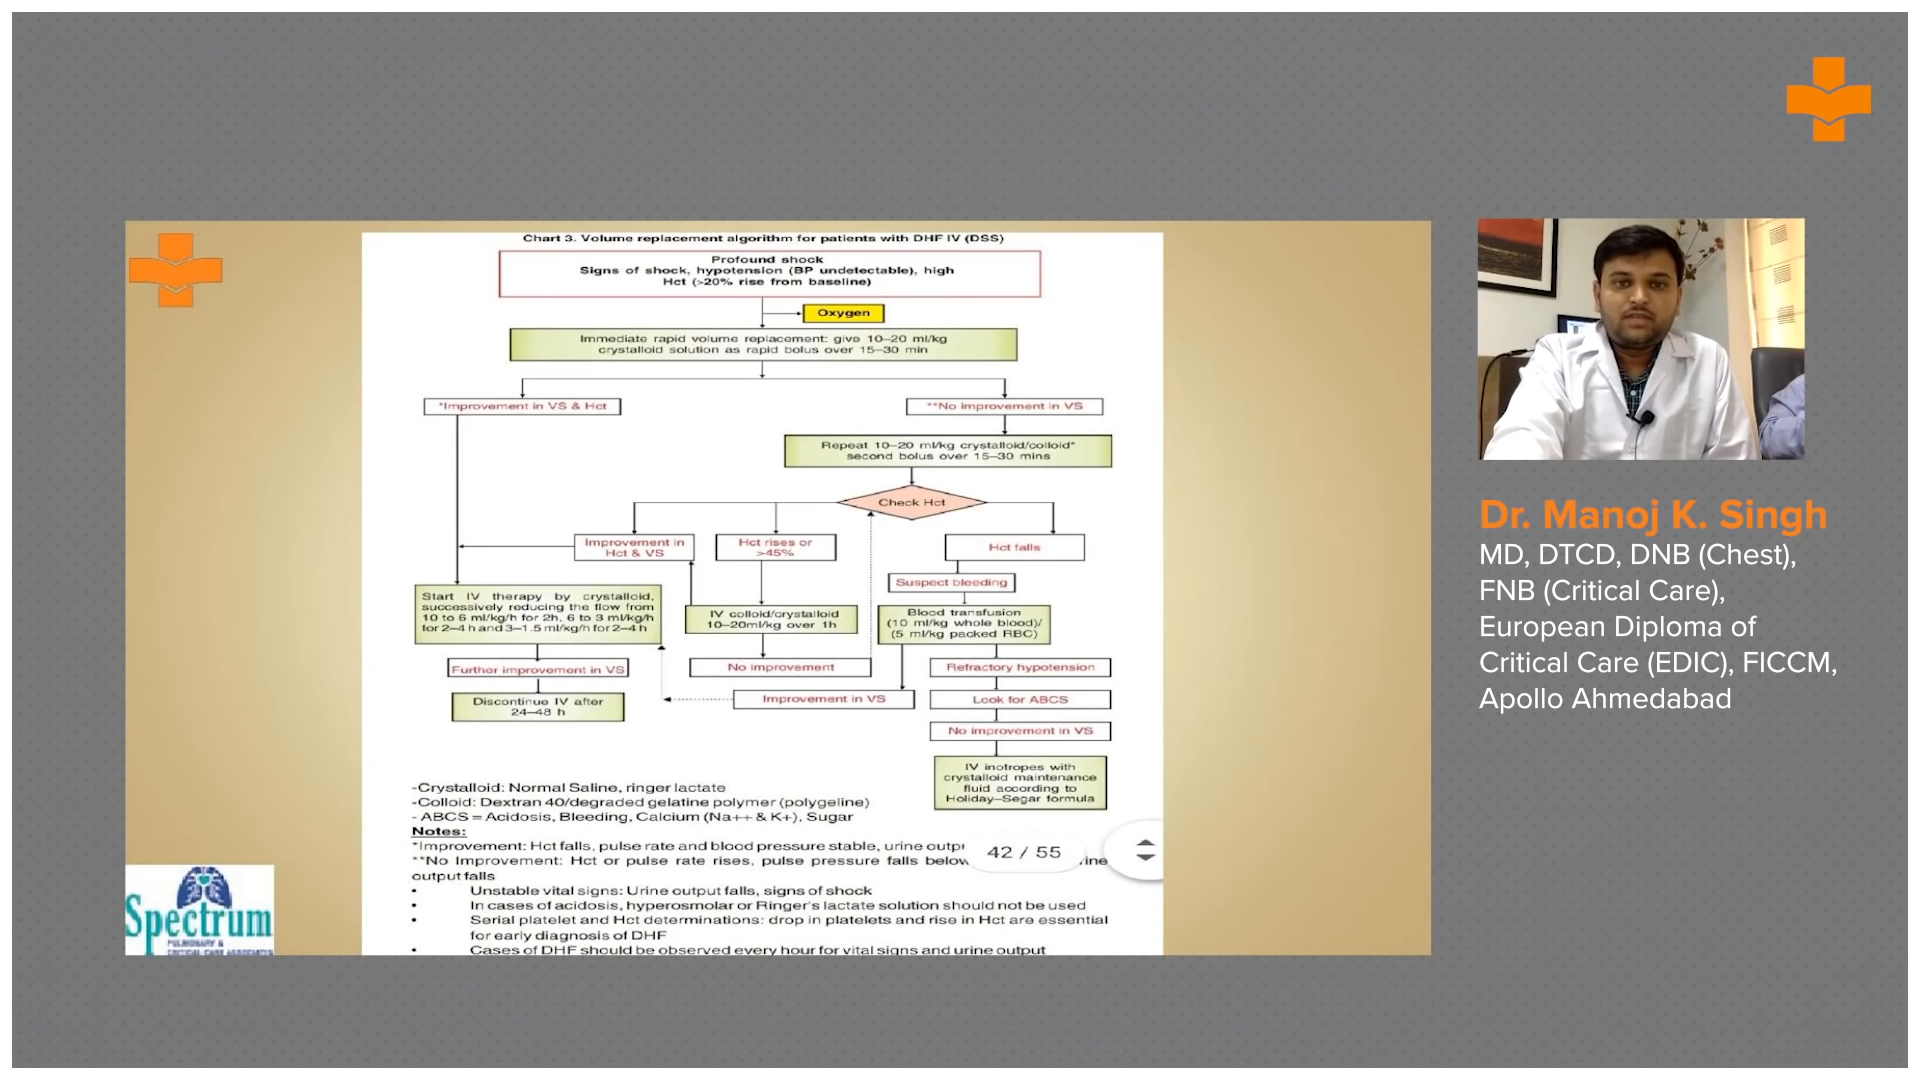 Chart 3. Volume replacement algorithm for patients with DHF IV (DSS)
Profound shock
Signs of shock, hypotension (BP undetectable), high
Hct (>20% rise from baseline)
Oxygen
Immediate rapid volume replacement: give 10–20 ml/kg
crystalloid solution as rapid bolus over 15–30 min
*Improvement in VS & Hct
**No improvement in VS
Repeat 10–20 ml/kg crystalloid/colloid*
second bolus over 15–30 mins
Check Hct
Improvement in
Hct & VS
Hct rises or
>45%
Hct falls
Suspect bleeding
Start IV therapy by crystalloid,
successively reducing the flow from
10 to 6 ml/kg/h for 2h, 6 to 3 ml/kg/h
for 2–4 h and 3–1.5 ml/kg/h for 2–4 h
IV colloid/crystalloid
10–20ml/kg over 1h
Blood transfusion
(10 ml/kg whole blood)/
(5 ml/kg packed RBC)
Further improvement in VS
No improvement
Refractory hypotension
Discontinue IV after
24–48 h
Improvement in VS
Look for ABCS
No improvement in VS
IV inotropes with
crystalloid maintenance
fluid according to
Holiday–Segar formula
-Crystalloid: Normal Saline, ringer lactate
-Colloid: Dextran 40/degraded gelatine polymer (polygeline)
- ABCS = Acidosis, Bleeding, Calcium (Na++ & K+), Sugar
Notes:
*Improvement: Hct falls, pulse rate and blood pressure stable, urine
**No Improvement: Hct or pulse rate rises, pulse pressure falls
output falls
• Unstable vital signs: Urine output falls, signs of shock
• In cases of acidosis, hyperosmolar or Ringer's lactate solution should not be used
• Serial platelet and Hct determinations: drop in platelets and rise in Hct are essential
for early diagnosis of DHF
• Cases of DHF should be observed every hour for vital signs and urine output
42 / 55
Spectrum
PULMONARY &
CRITICAL CARE ASSOCIATES
Dr. Manoj K. Singh
MD, DTCD, DNB (Chest),
FNB (Critical Care),
European Diploma of
Critical Care (EDIC), FICCM,
Apollo Ahmedabad